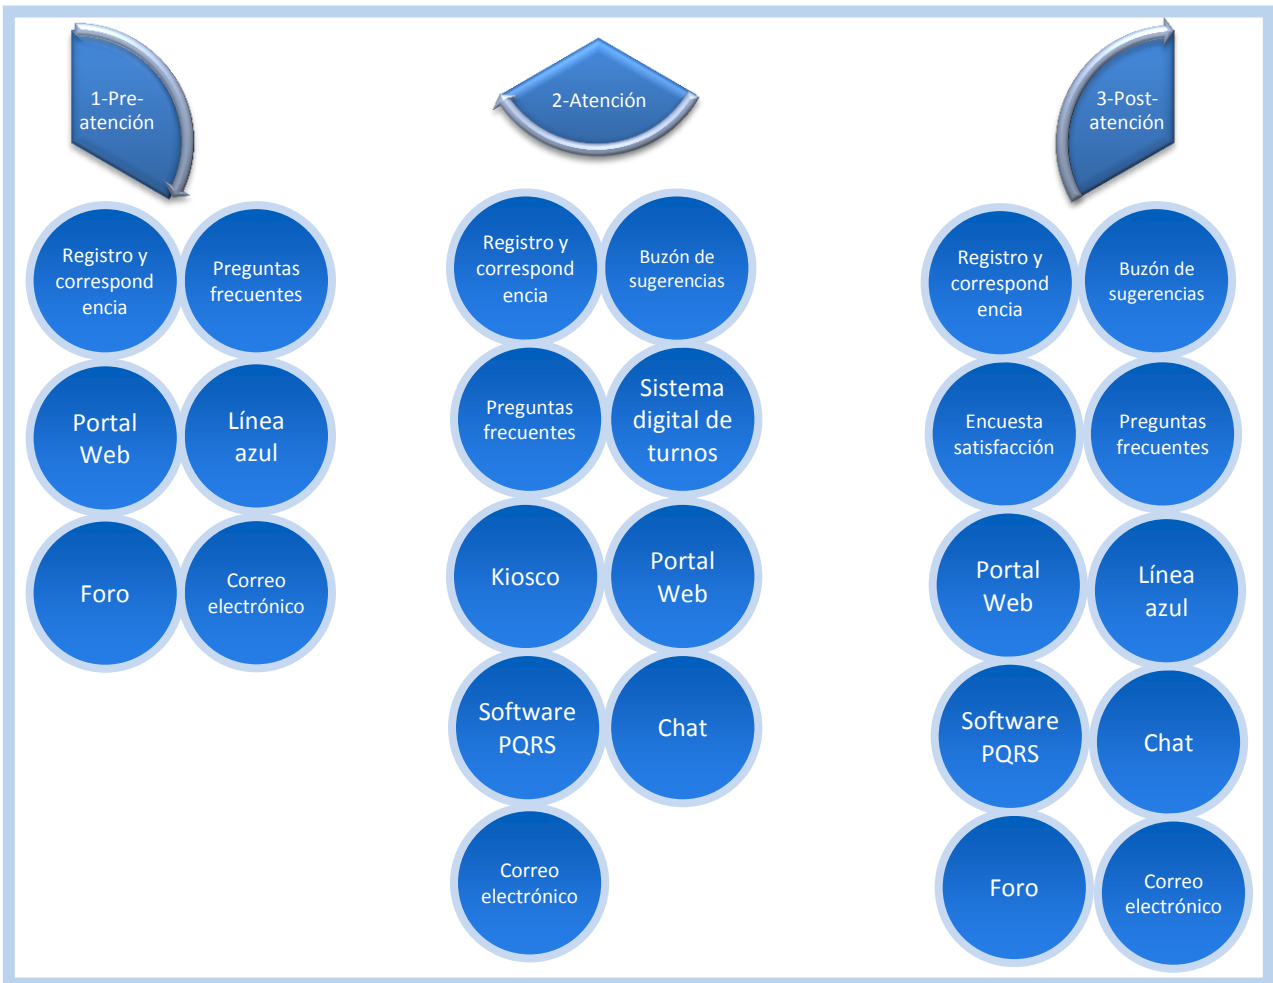 1-Pre-
atención
Registro y
correspond
encia
Preguntas
frecuentes
Portal
Web
Línea
azul
Foro
Correo
electrónico
2-Atención
Registro y
correspond
encia
Buzón de
sugerencias
Preguntas
frecuentes
Sistema
digital de
turnos
Kiosco
Portal
Web
Software
PQRS
Chat
Correo
electrónico
3-Post-
atención
Registro y
correspond
encia
Buzón de
sugerencias
Encuesta
satisfacción
Preguntas
frecuentes
Portal
Web
Línea
azul
Software
PQRS
Chat
Foro
Correo
electrónico